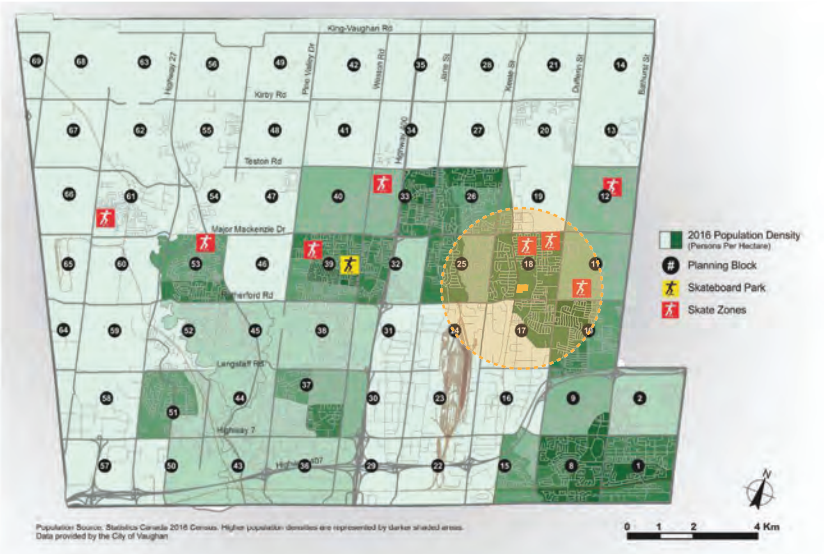 King-Vaughan Rd
69
68
63
56
49
42
35
28
21
14
Highway 27
Pine Valley Dr
Weston Rd
Jane St
Keele St
Dufferin St
Bathurst St
Kirby Rd
67
62
55
48
41
34
27
20
13
Highway 400
Teston Rd
66
61
54
47
40
33
26
19
12
Major Mackenzie Dr
65
60
53
46
39
32
25
18
11
Rutherford Rd
64
59
52
45
38
31
24
17
10
Langstaff Rd
58
51
44
37
30
23
16
9
2
Highway 7
57
50
43
36
29
22
15
8
1
Highway 407
2016 Population Density
(Persons Per Hectare)
# Planning Block
Skateboard Park
Skate Zones
N
0 1 2 4 Km
Population Source: Statistics Canada 2016 Census. Higher population densities are represented by darker shaded areas.
Data provided by the City of Vaughan